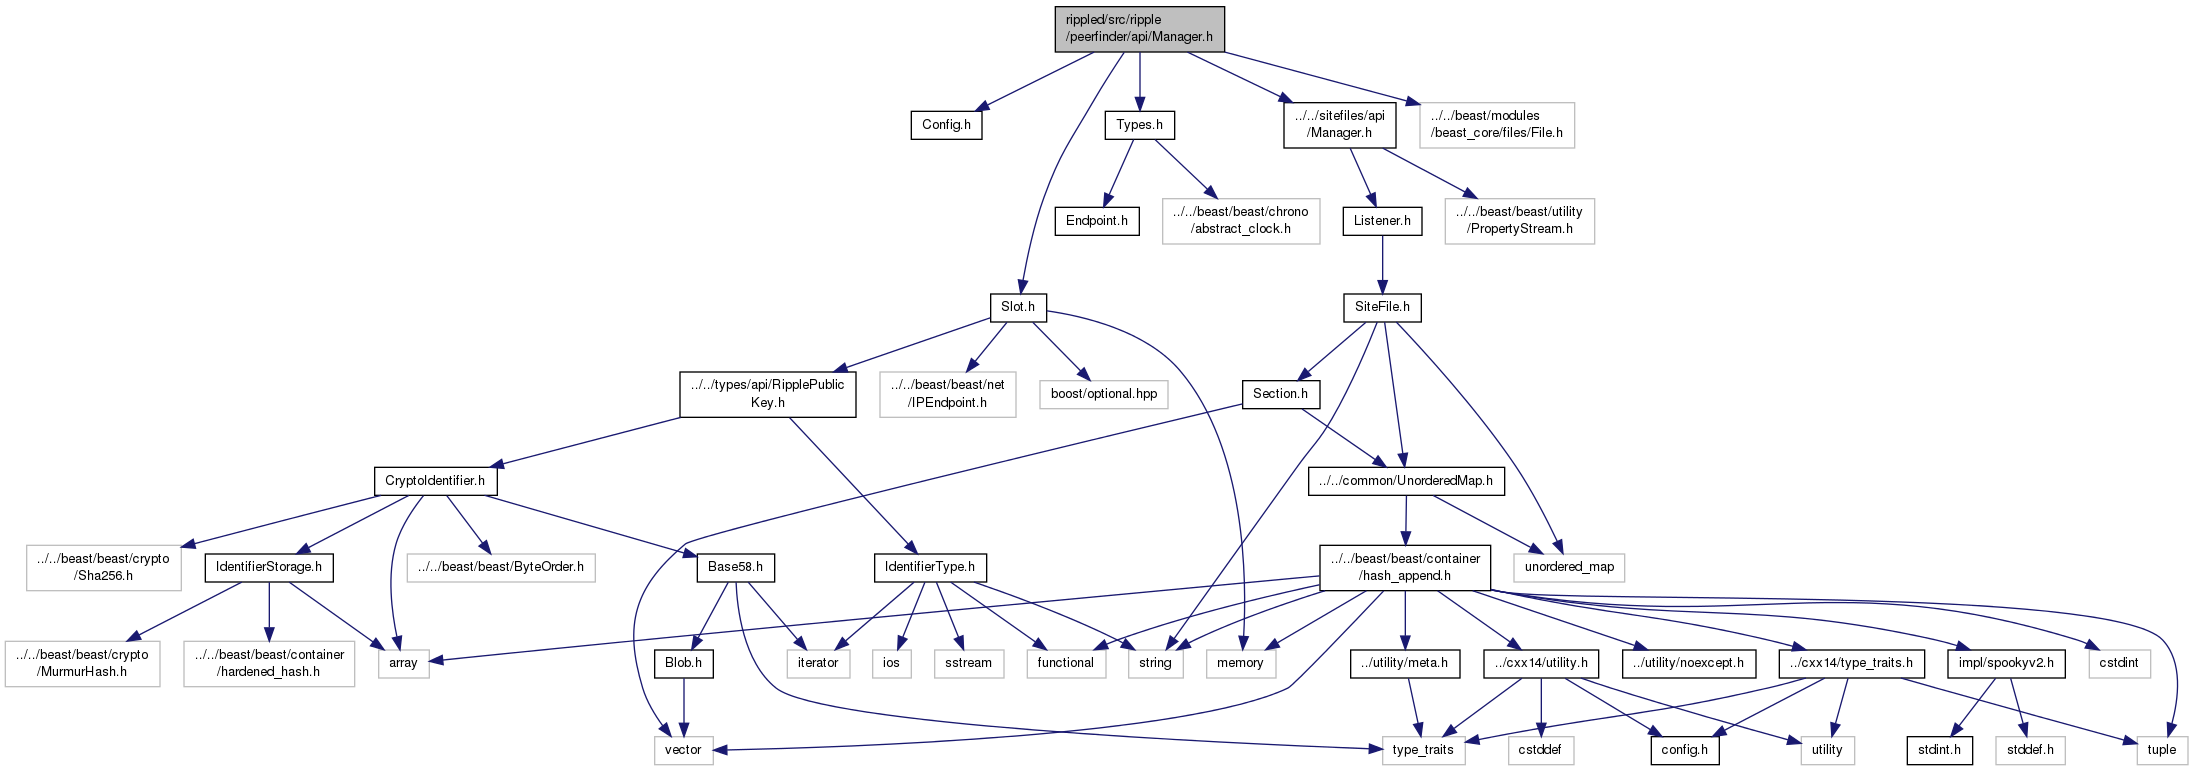 rippled/src/ripple
/peerfinder/api/Manager.h
Config.h
Types.h
../../sitefiles/api
/Manager.h
../../beast/modules
/beast_core/files/File.h
Endpoint.h
../../beast/beast/chrono
/abstract_clock.h
Listener.h
../../beast/beast/utility
/PropertyStream.h
Slot.h
SiteFile.h
../../types/api/RipplePublic
Key.h
../../beast/beast/net
/IPEndpoint.h
boost/optional.hpp
Section.h
CryptoIdentifier.h
../../common/UnorderedMap.h
../../beast/beast/crypto
/Sha256.h
IdentifierStorage.h
../../beast/beast/ByteOrder.h
Base58.h
IdentifierType.h
../../beast/beast/container
/hash_append.h
unordered_map
../../beast/beast/crypto
/MurmurHash.h
../../beast/beast/container
/hardened_hash.h
array
Blob.h
iterator
ios
sstream
functional
string
memory
../utility/meta.h
../cxx14/utility.h
../utility/noexcept.h
../cxx14/type_traits.h
impl/spookyv2.h
cstdint
vector
type_traits
cstddef
config.h
utility
stdint.h
stddef.h
tuple